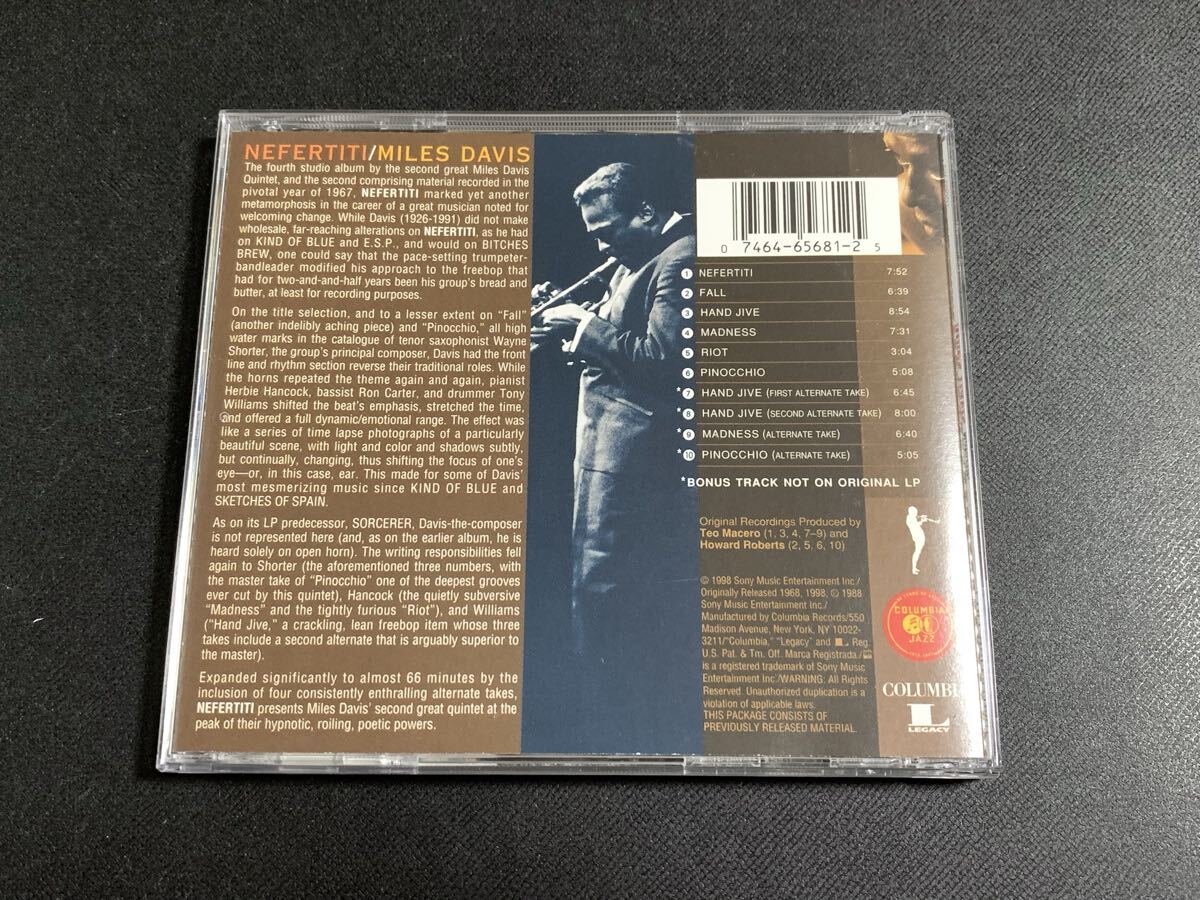 NEFERTITI/MILES DAVIS
The fourth studio album by the second great Miles Davis
Quintet, and the second comprising material recorded in the
pivotal year of 1967, NEFERTITI marked yet another
metamorphosis in the career of a great musician noted for
welcoming change. While Davis (1926-1991) did not make
wholesale, far-reaching alterations on NEFERTITI, as he had
on KIND OF BLUE and E.S.P., and would on BITCHES
BREW, one could say that the pace-setting trumpeter-
bandleader modified his approach to the freebop that
had for two-and-and-half years been his group's bread and
butter, at least for recording purposes.
On the title selection, and to a lesser extent on "Fall"
(another indelibly aching piece) and "Pinocchio," all high
water marks in the catalogue of tenor saxophonist Wayne
Shorter, the group's principal composer, Davis had the front
line and rhythm section reverse their traditional roles. While
the horns repeated the theme again and again, pianist
Herbie Hancock, bassist Ron Carter, and drummer Tony
Williams shifted the beat's emphasis, stretched the time,
and offered a full dynamic/emotional range. The effect was
like a series of time lapse photographs of a particularly
beautiful scene, with light and color and shadows subtly,
but continually, changing, thus shifting the focus of one's
eye—or, in this case, ear. This made for some of Davis'
most mesmerizing music since KIND OF BLUE and
SKETCHES OF SPAIN.
As on its LP predecessor, SORCERER, Davis-the-composer
is not represented here (and, as on the earlier album, he is
heard solely on open horn). The writing responsibilities fell
again to Shorter (the aforementioned three numbers, with
the master take of "Pinocchio" one of the deepest grooves
ever cut by this quintet), Hancock (the quietly subversive
"Madness" and the tightly furious "Riot"), and Williams
("Hand Jive," a crackling, lean freebop item whose three
takes include a second alternate that is arguably superior to
the master).
Expanded significantly to almost 66 minutes by the
inclusion of four consistently enthralling alternate takes,
NEFERTITI presents Miles Davis' second great quintet at the
peak of their hypnotic, roiling, poetic powers.
0 7464-65681-2 5
1 NEFERTITI 7:52
2 FALL 6:39
3 HAND JIVE 8:54
4 MADNESS 7:31
5 RIOT 3:04
6 PINOCCHIO 5:08
*7 HAND JIVE (FIRST ALTERNATE TAKE) 6:45
*8 HAND JIVE (SECOND ALTERNATE TAKE) 8:00
*9 MADNESS (ALTERNATE TAKE) 6:40
*10 PINOCCHIO (ALTERNATE TAKE) 5:05
*BONUS TRACK NOT ON ORIGINAL LP
Original Recordings Produced by
Teo Macero (1, 3, 4, 7–9) and
Howard Roberts (2, 5, 6, 10)
© 1998 Sony Music Entertainment Inc./
Originally Released 1968, 1998, ℗ 1988
Sony Music Entertainment Inc./
Manufactured by Columbia Records/550
Madison Avenue, New York, NY 10022-
3211/"Columbia," "Legacy" and L Reg.
U.S. Pat. & Tm. Off. Marca Registrada./
is a registered trademark of Sony Music
Entertainment Inc./WARNING: All Rights
Reserved. Unauthorized duplication is a
violation of applicable laws.
THIS PACKAGE CONSISTS OF
PREVIOUSLY RELEASED MATERIAL.
COLUMBIA
JAZZ
COLUMBI
L
LEGACY